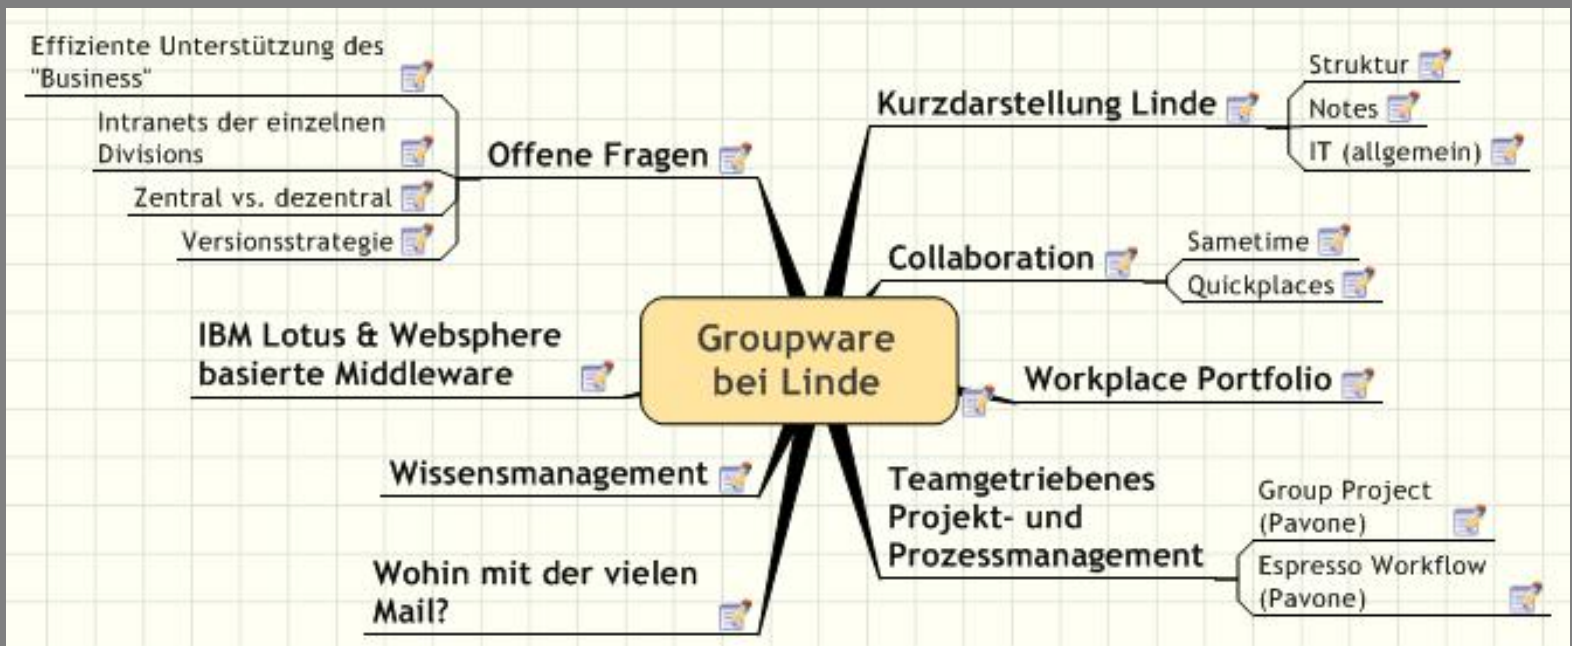 Groupware
bei Linde
Kurzdarstellung Linde
Struktur
Notes
IT (allgemein)
Collaboration
Sametime
Quickplaces
Workplace Portfolio
Teamgetriebenes
Projekt- und
Prozessmanagement
Group Project
(Pavone)
Espresso Workflow
(Pavone)
Wohin mit der vielen
Mail?
Wissensmanagement
IBM Lotus & Websphere
basierte Middleware
Offene Fragen
Effiziente Unterstützung des
"Business"
Intranets der einzelnen
Divisions
Zentral vs. dezentral
Versionsstrategie